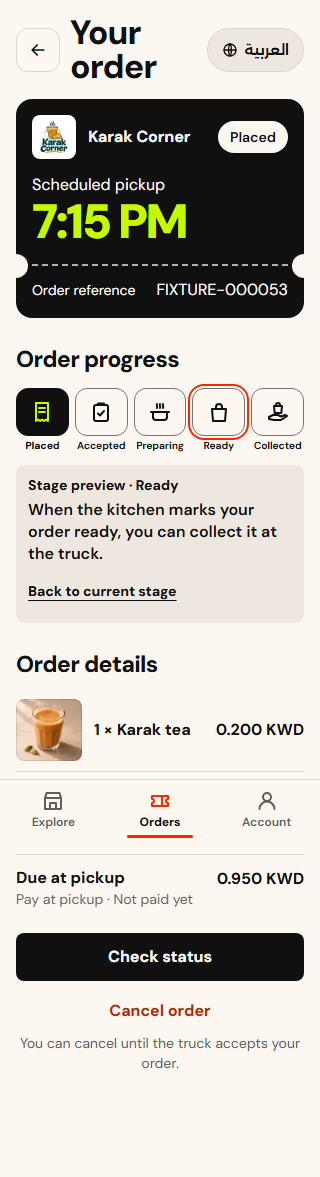 Your
order
العربية
Karak Corner
Karak Corner
Placed
Scheduled pickup
7:15 PM
Order reference
FIXTURE-000053
Order progress
Placed
Accepted
Preparing
Ready
Collected
Stage preview · Ready
When the kitchen marks your
order ready, you can collect it at
the truck.
Back to current stage
Order details
1 × Karak tea
0.200 KWD
Explore
Orders
Account
Due at pickup
0.950 KWD
Pay at pickup · Not paid yet
Check status
Cancel order
You can cancel until the truck accepts your
order.